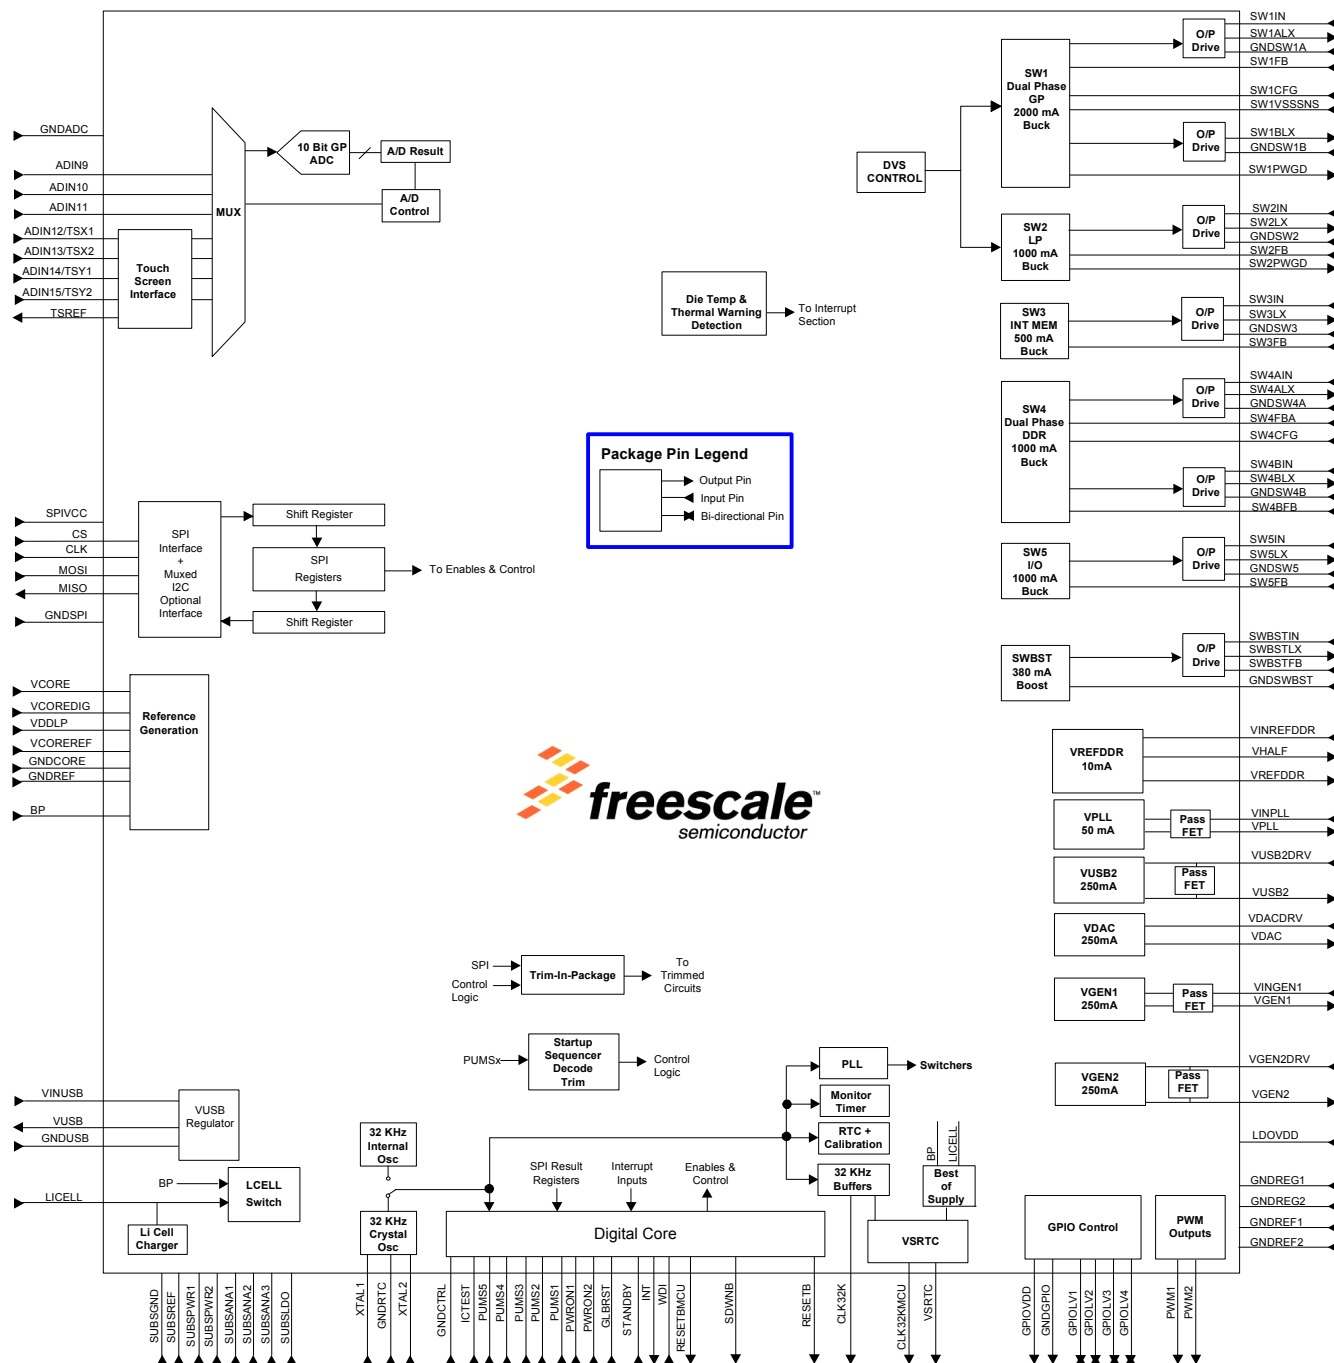 GNDADC
ADIN9
ADIN10
ADIN11
ADIN12/TSX1
ADIN13/TSX2
ADIN14/TSY1
ADIN15/TSY2
TSREF
Touch
Screen
Interface
MUX
10 Bit GP
ADC
A/D Result
A/D
Control
SPIVCC
CS
CLK
MOSI
MISO
GNDSPI
SPI
Interface
+
Muxed
I2C
Optional
Interface
Shift Register
SPI
Registers
Shift Register
To Enables & Control
VCORE
VCOREDIG
VDDLP
VCOREREF
GNDCORE
GNDREF
BP
Reference
Generation
Die Temp &
Thermal Warning
Detection
To Interrupt
Section
Package Pin Legend
Output Pin
Input Pin
Bi-directional Pin
freescale™
semiconductor
DVS
CONTROL
SW1
Dual Phase
GP
2000 mA
Buck
O/P
Drive
O/P
Drive
SW1IN
SW1ALX
GNDSW1A
SW1FB
SW1CFG
SW1VSSSNS
SW1BLX
GNDSW1B
SW1PWGD
SW2
LP
1000 mA
Buck
O/P
Drive
SW2IN
SW2LX
GNDSW2
SW2FB
SW2PWGD
SW3
INT MEM
500 mA
Buck
O/P
Drive
SW3IN
SW3LX
GNDSW3
SW3FB
SW4
Dual Phase
DDR
1000 mA
Buck
O/P
Drive
O/P
Drive
SW4AIN
SW4ALX
GNDSW4A
SW4FBA
SW4CFG
SW4BIN
SW4BLX
GNDSW4B
SW4BFB
SW5
I/O
1000 mA
Buck
O/P
Drive
SW5IN
SW5LX
GNDSW5
SW5FB
SWBST
380 mA
Boost
O/P
Drive
SWBSTIN
SWBSTLX
SWBSTFB
GNDSWBST
VREFDDR
10mA
VINREFDDR
VHALF
VREFDDR
VPLL
50 mA
Pass
FET
VINPLL
VPLL
VUSB2
250mA
Pass
FET
VUSB2DRV
VUSB2
VDAC
250mA
VDACDRV
VDAC
VGEN1
250mA
Pass
FET
VINGEN1
VGEN1
VGEN2
250mA
Pass
FET
VGEN2DRV
VGEN2
LDOVDD
GNDREG1
GNDREG2
GNDREF1
GNDREF2
SPI
Control
Logic
Trim-In-Package
To
Trimmed
Circuits
PUMSx
Startup
Sequencer
Decode
Trim
Control
Logic
VINUSB
VUSB
GNDUSB
VUSB
Regulator
LICELL
BP
LCELL
Switch
Li Cell
Charger
32 KHz
Internal
Osc
32 KHz
Crystal
Osc
SPI Result
Registers
Interrupt
Inputs
Enables &
Control
Digital Core
PLL
Switchers
Monitor
Timer
RTC +
Calibration
32 KHz
Buffers
BP
LICELL
Best
of
Supply
VSRTC
GPIO Control
PWM
Outputs
SUBSGND
SUBSREF
SUBSPWR1
SUBSPWR2
SUBSANA1
SUBSANA2
SUBSANA3
SUBSLDO
XTAL1
GNDRTC
XTAL2
GNDCTRL
ICTEST
PUMS5
PUMS4
PUMS3
PUMS2
PUMS1
PWRON1
PWRON2
GLBRST
STANDBY
INT
WDI
RESETBMCU
SDWNB
RESETB
CLK32K
CLK32KMCU
VSRTC
GPIOVDD
GNDGPIO
GPIOLV1
GPIOLV2
GPIOLV3
GPIOLV4
PWM1
PWM2